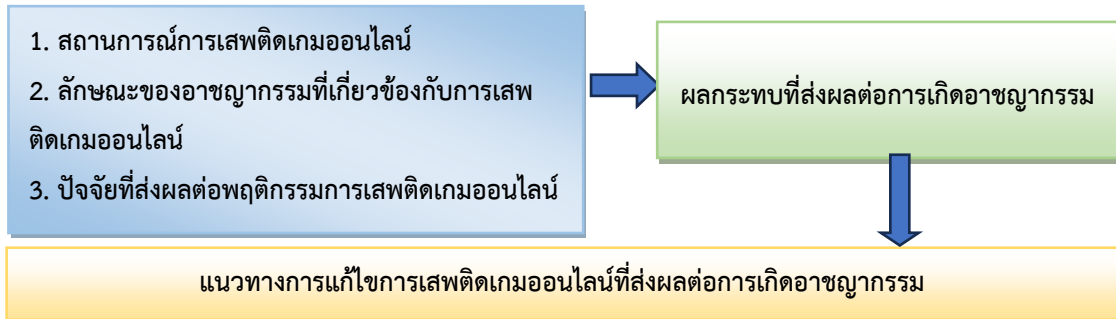 1. สถานการณ์การเสพติดเกมออนไลน์
2. ลักษณะของอาชญากรรมที่เกี่ยวข้องกับการเสพ
ติดเกมออนไลน์
3. ปัจจัยที่ส่งผลต่อพฤติกรรมการเสพติดเกมออนไลน์
ผลกระทบที่ส่งผลต่อการเกิดอาชญากรรม
แนวทางการแก้ไขการเสพติดเกมออนไลน์ที่ส่งผลต่อการเกิดอาชญากรรม